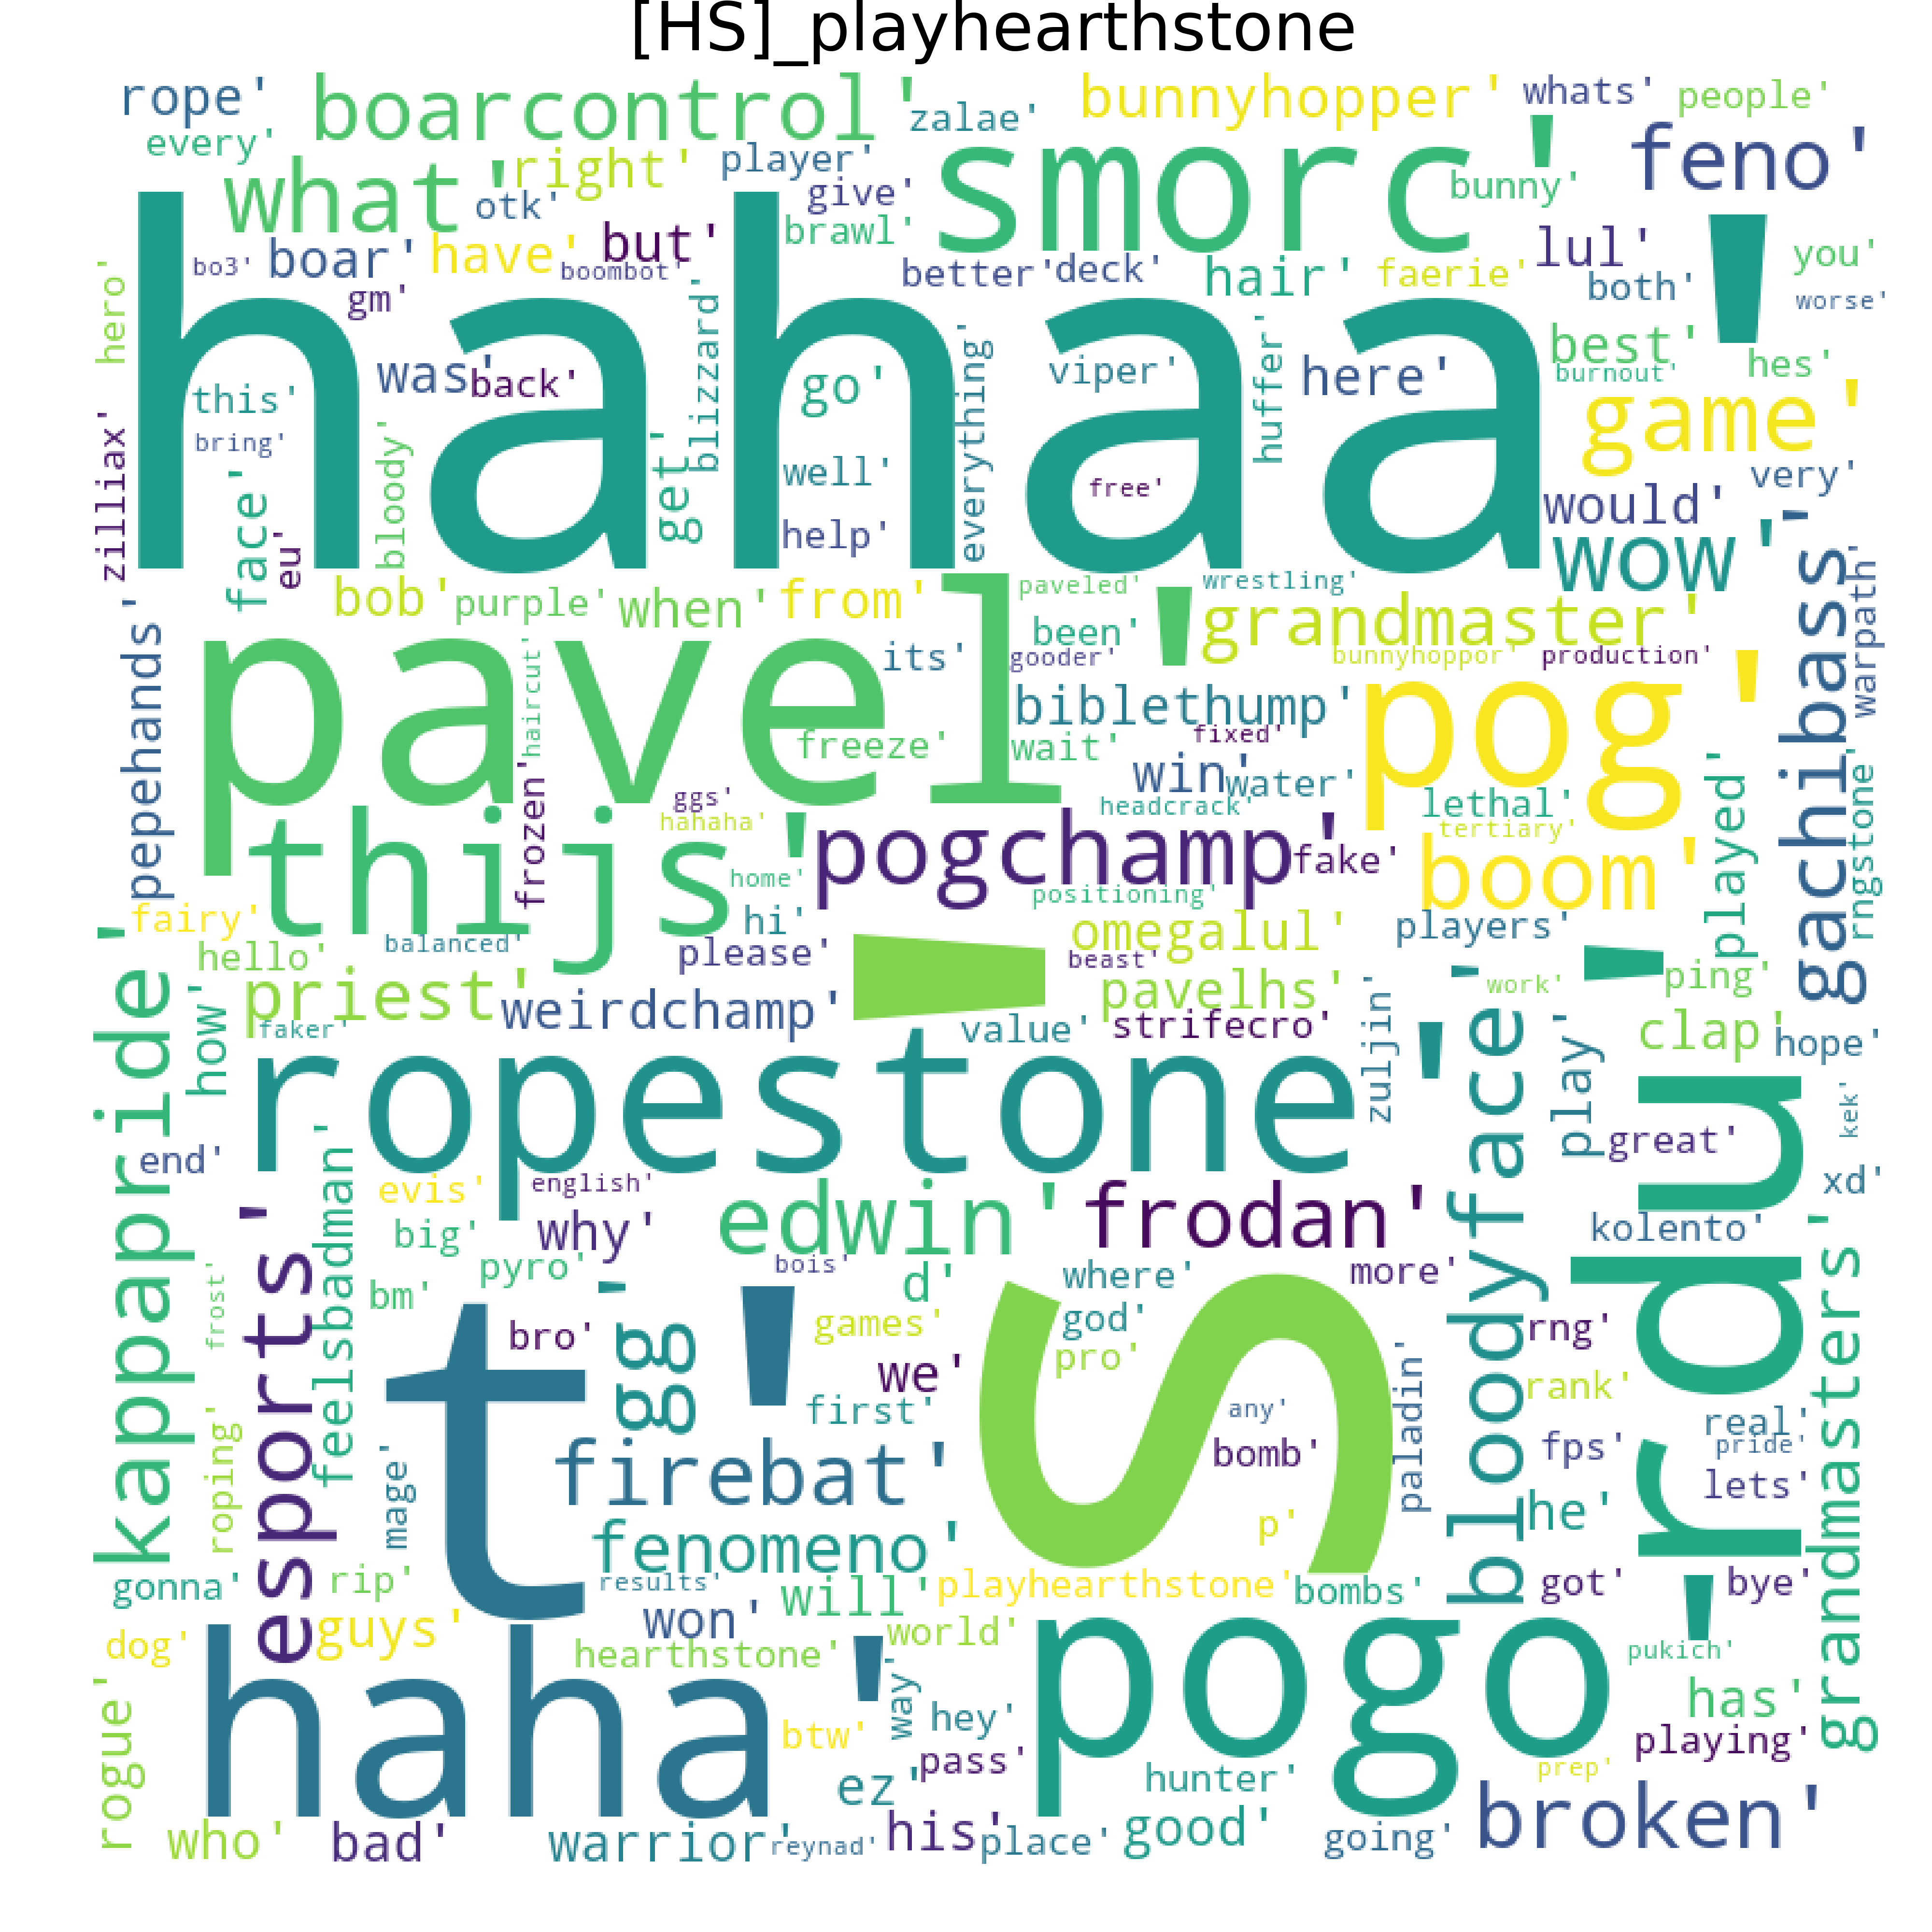 [HS]_playhearthstone
rope'
boarcontrol'
zalae'
bunnyhopper'
whats'
people'
every'
what'
right'
player'
smorc'
feno'
otk'
give'
bunny'
bo3'
boar'
have'
but'
brawl'
boombot'
better'
deck'
hair'
faerie'
lul'
you'
both'
worse'
hero'
gm'
blizzard'
hahaa'
best'
burnout'
hes'
this'
was'
back'
go'
everything'
viper'
huffer'
here'
game'
zilliax'
bring'
bloody'
face'
eu'
get'
well'
free'
very'
help'
would'
wow'
gachibass'
warpath'
bob'
purple'
when'
from'
paveled'
wrestling'
grandmaster'
pepehands'
pavel'
haircut'
its'
been'
gooder'
bunnyhoppor'
production'
biblethump'
pog'
freeze'
wait'
fixed'
win'
water'
frozen'
ggs'
headcrack'
lethal'
played'
rngstone'
thijs'
hahaha'
pogchamp'
fake'
tertiary'
boom'
home'
positioning'
fairy'
hi'
omegalul'
players'
hello'
balanced'
please'
beast'
kappapride'
how'
priest'
weirdchamp'
pavelhs'
work'
ping'
faker'
value'
strifecro'
zuljin'
clap'
hope'
ropestone'
bloodyface'
play'
rdu'
kek'
great'
end'
evis'
english'
xd'
esports'
feelsbadman'
big'
why'
edwin'
frodan'
kolento'
frost'
pyro'
bois'
d'
where'
more'
bm'
t'
gg'
games'
god'
s'
bro'
we'
pro'
rng'
grandmasters'
first'
any'
paladin'
rank'
roping'
mage'
firebat'
bomb'
fps'
real'
pride'
lets'
fenomeno'
p'
he'
gonna'
rip'
results'
will'
playhearthstone'
bombs'
got'
bye'
dog'
guys'
won'
world'
hearthstone'
pukich'
rogue'
haha'
way'
hey'
pogo'
has'
btw'
pass'
playing'
ez'
hunter'
prep'
who'
bad'
warrior'
reynad'
his'
place'
good'
going'
broken'